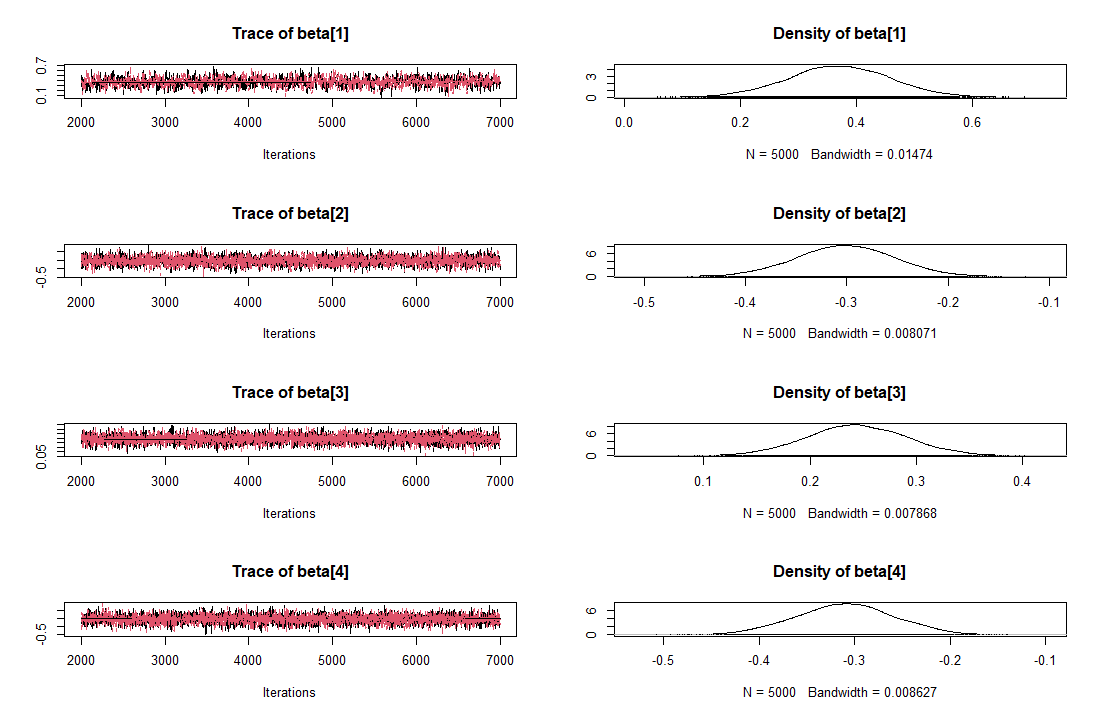 Trace of beta[1]
0.1 0.7
2000 3000 4000 5000 6000 7000
Iterations
Density of beta[1]
0 3
0.0 0.2 0.4 0.6
N = 5000 Bandwidth = 0.01474
Trace of beta[2]
-0.5
2000 3000 4000 5000 6000 7000
Iterations
Density of beta[2]
0 6
-0.5 -0.4 -0.3 -0.2 -0.1
N = 5000 Bandwidth = 0.008071
Trace of beta[3]
0.05
2000 3000 4000 5000 6000 7000
Iterations
Density of beta[3]
0 6
0.1 0.2 0.3 0.4
N = 5000 Bandwidth = 0.007868
Trace of beta[4]
-0.5
2000 3000 4000 5000 6000 7000
Iterations
Density of beta[4]
0 6
-0.5 -0.4 -0.3 -0.2 -0.1
N = 5000 Bandwidth = 0.008627